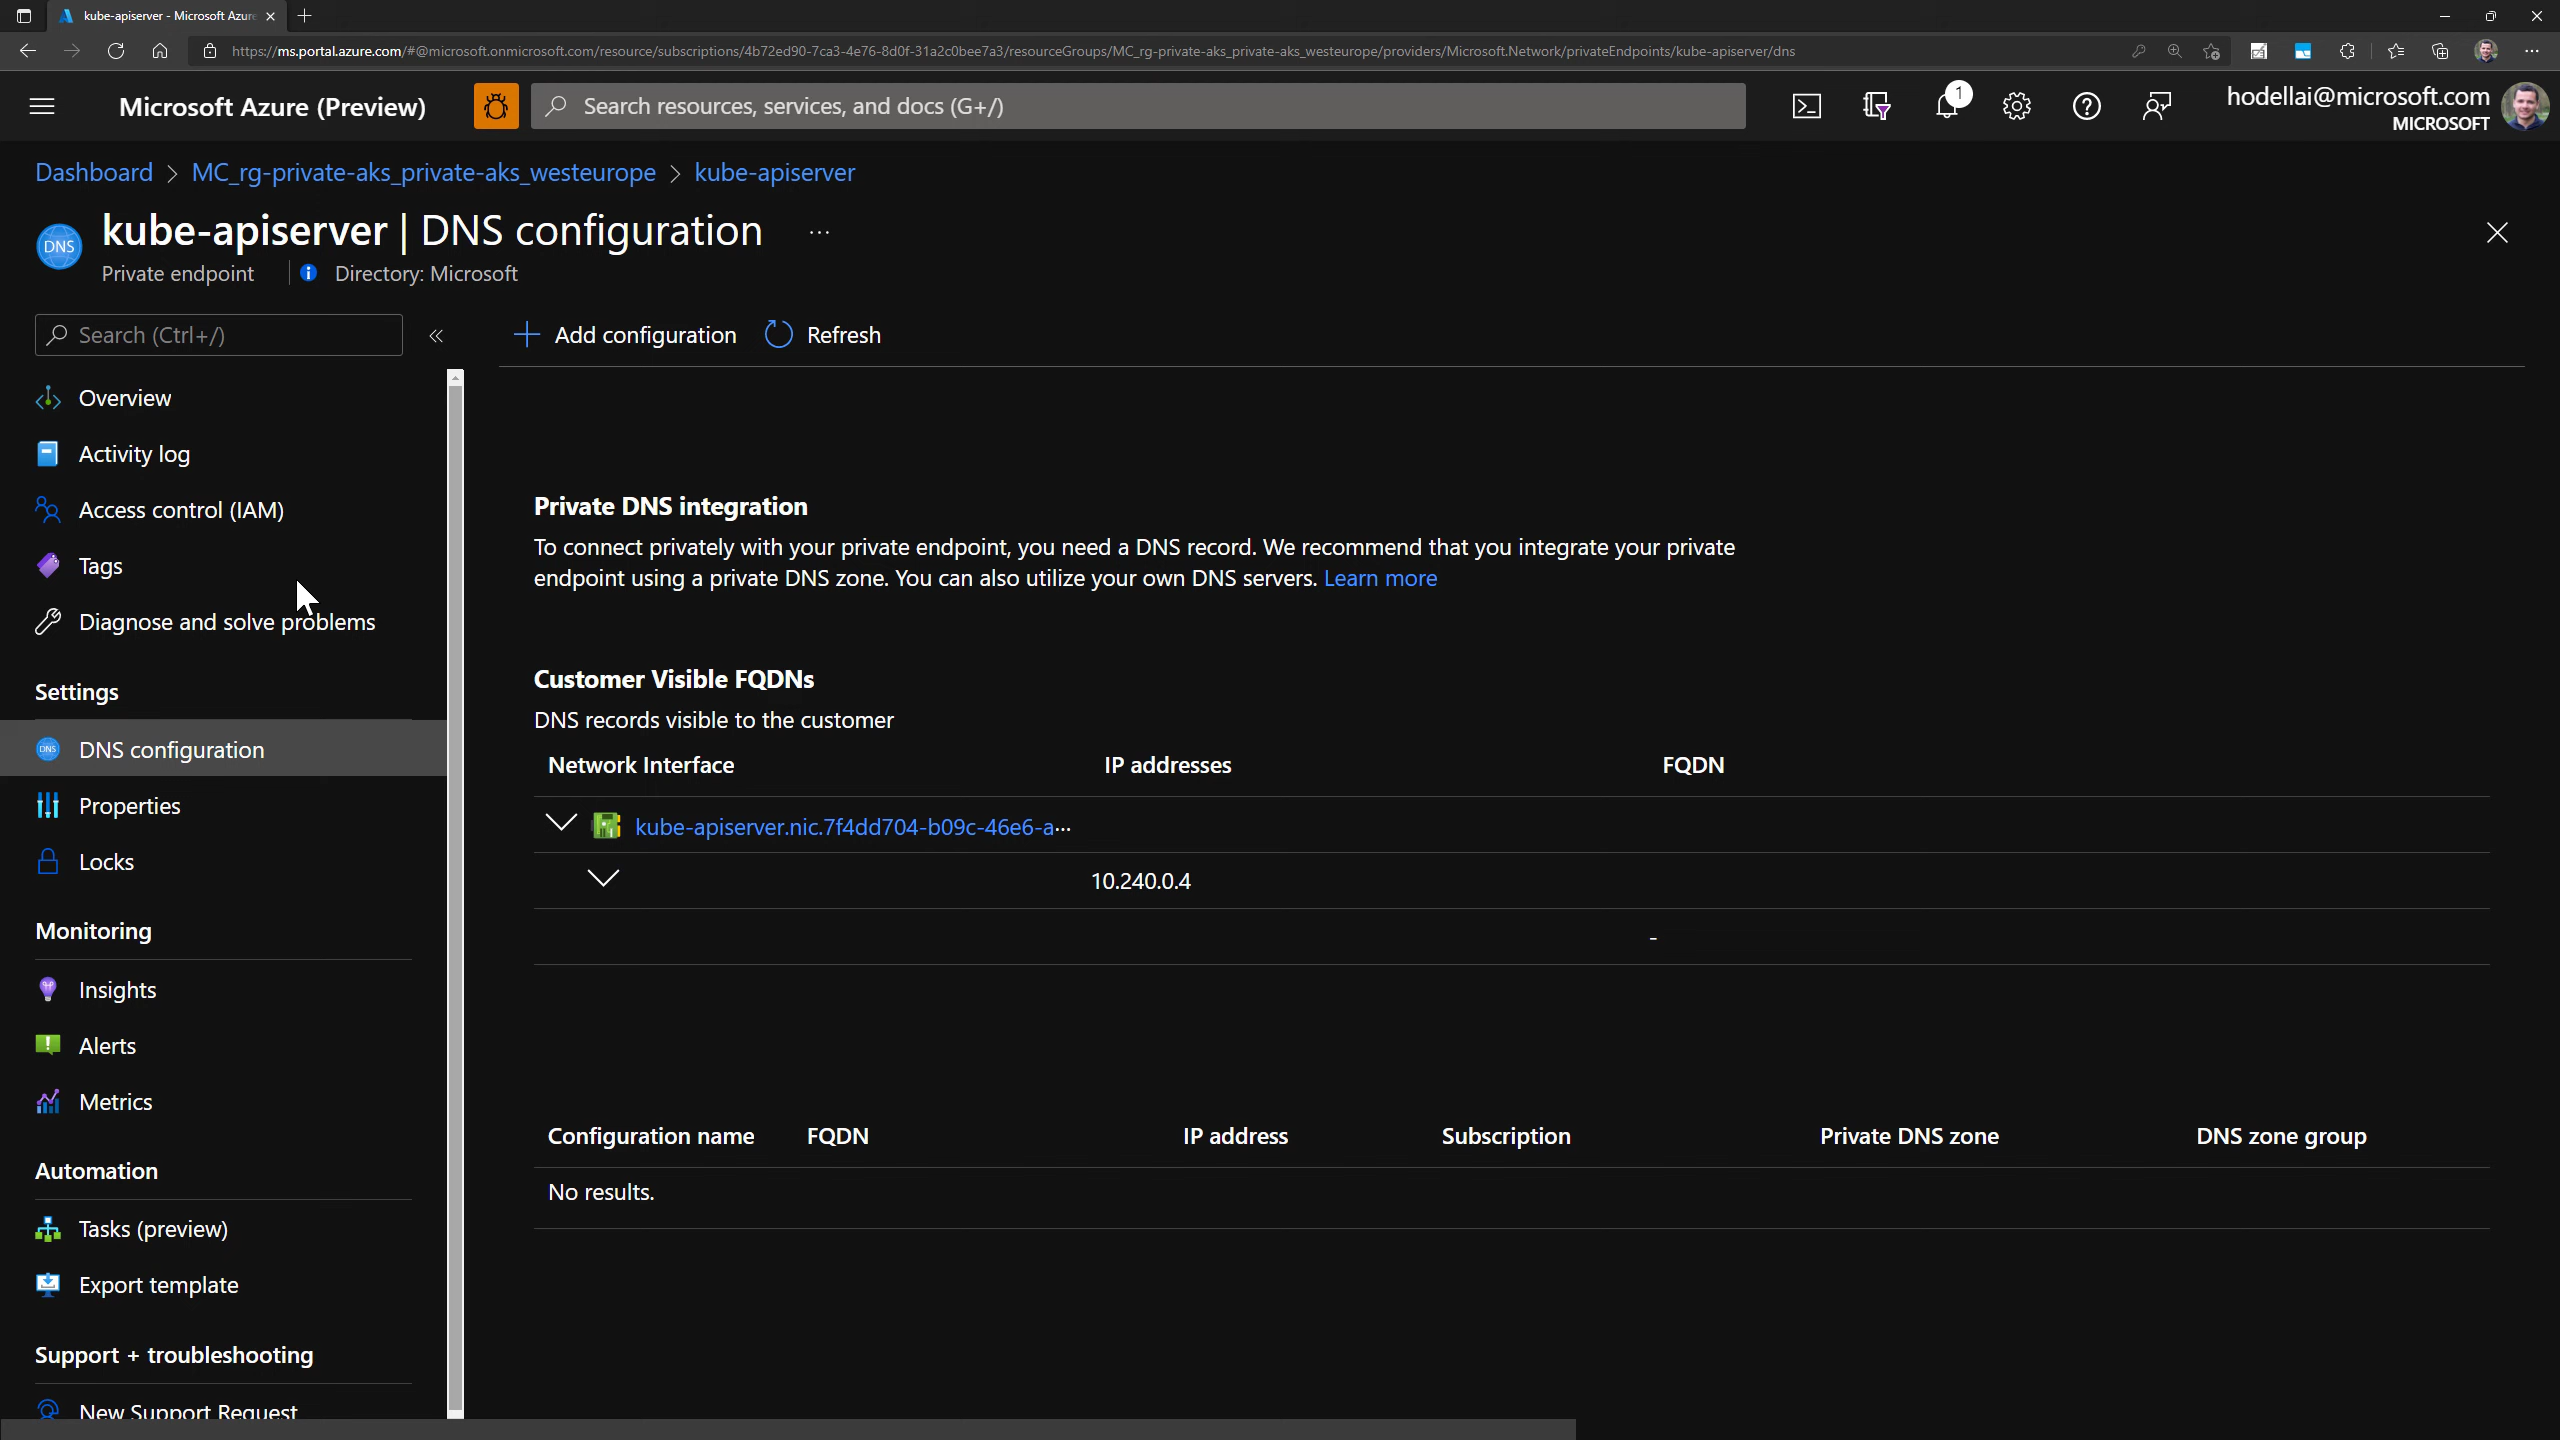 kube-apiserver - Microsoft Azure
https://ms.portal.azure.com/#@microsoft.onmicrosoft.com/resource/subscriptions/4b72ed90-7ca3-4e76-8d0f-31a2c0bee7a3/resourceGroups/MC_rg-private-aks_private-aks_westeurope/providers/Microsoft.Network/privateEndpoints/kube-apiserver/dns
Microsoft Azure (Preview)
Search resources, services, and docs (G+/)
1
hodellai@microsoft.com
MICROSOFT
Dashboard > MC_rg-private-aks_private-aks_westeurope > kube-apiserver
DNS
kube-apiserver | DNS configuration ...
Private endpoint | Directory: Microsoft
Search (Ctrl+/)
«
Add configuration
Refresh
Overview
Activity log
Access control (IAM)
Tags
Diagnose and solve problems
Settings
DNS configuration
Properties
Locks
Monitoring
Insights
Alerts
Metrics
Automation
Tasks (preview)
Export template
Support + troubleshooting
New Support Request
Private DNS integration
To connect privately with your private endpoint, you need a DNS record. We recommend that you integrate your private
endpoint using a private DNS zone. You can also utilize your own DNS servers. Learn more
Customer Visible FQDNs
DNS records visible to the customer
Network Interface IP addresses FQDN
kube-apiserver.nic.7f4dd704-b09c-46e6-a...
10.240.0.4
-
Configuration name FQDN IP address Subscription Private DNS zone DNS zone group
No results.